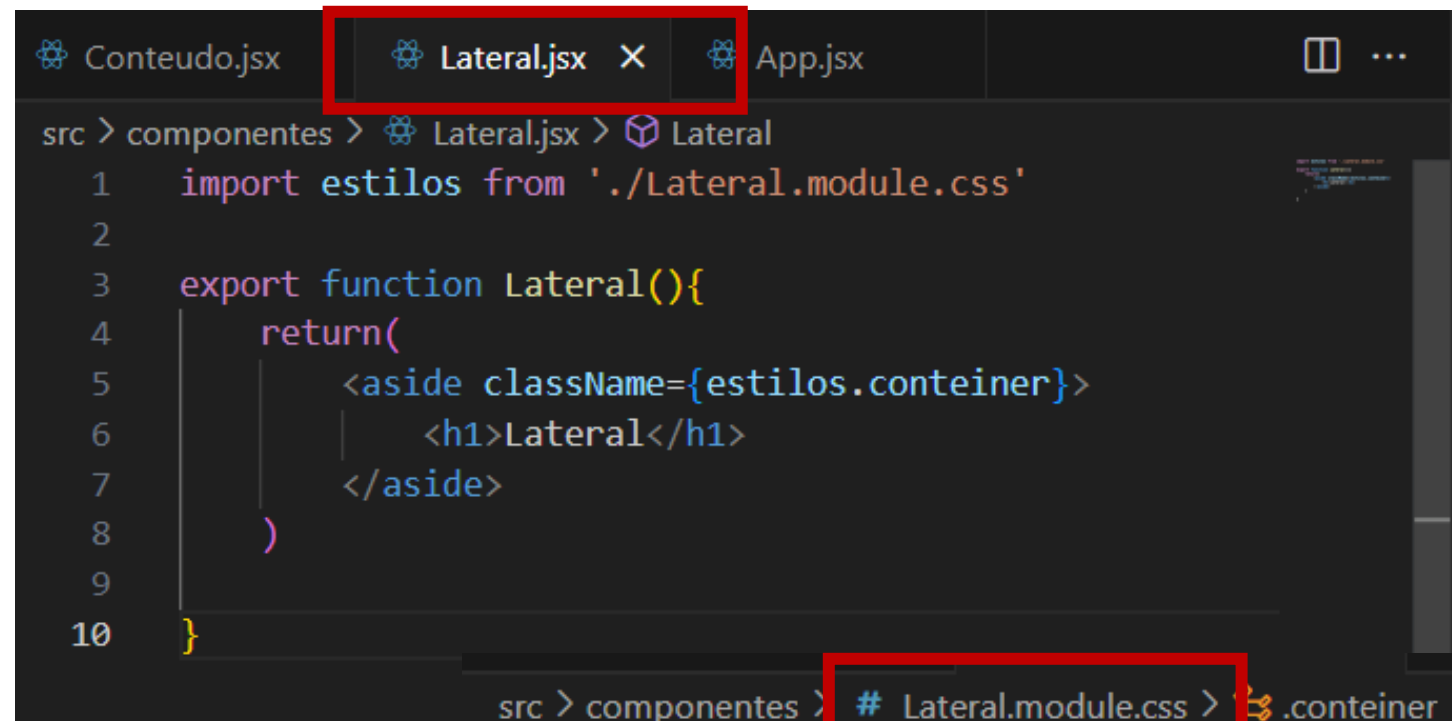 Conteudo.jsx Lateral.jsx × App.jsx ...
src > componentes > Lateral.jsx > Lateral
1 import estilos from './Lateral.module.css'
2
3 export function Lateral(){
4 return(
5 <aside className={estilos.conteiner}>
6 <h1>Lateral</h1>
7 </aside>
8 )
9
10 }
src > componentes > # Lateral.module.css > .conteiner